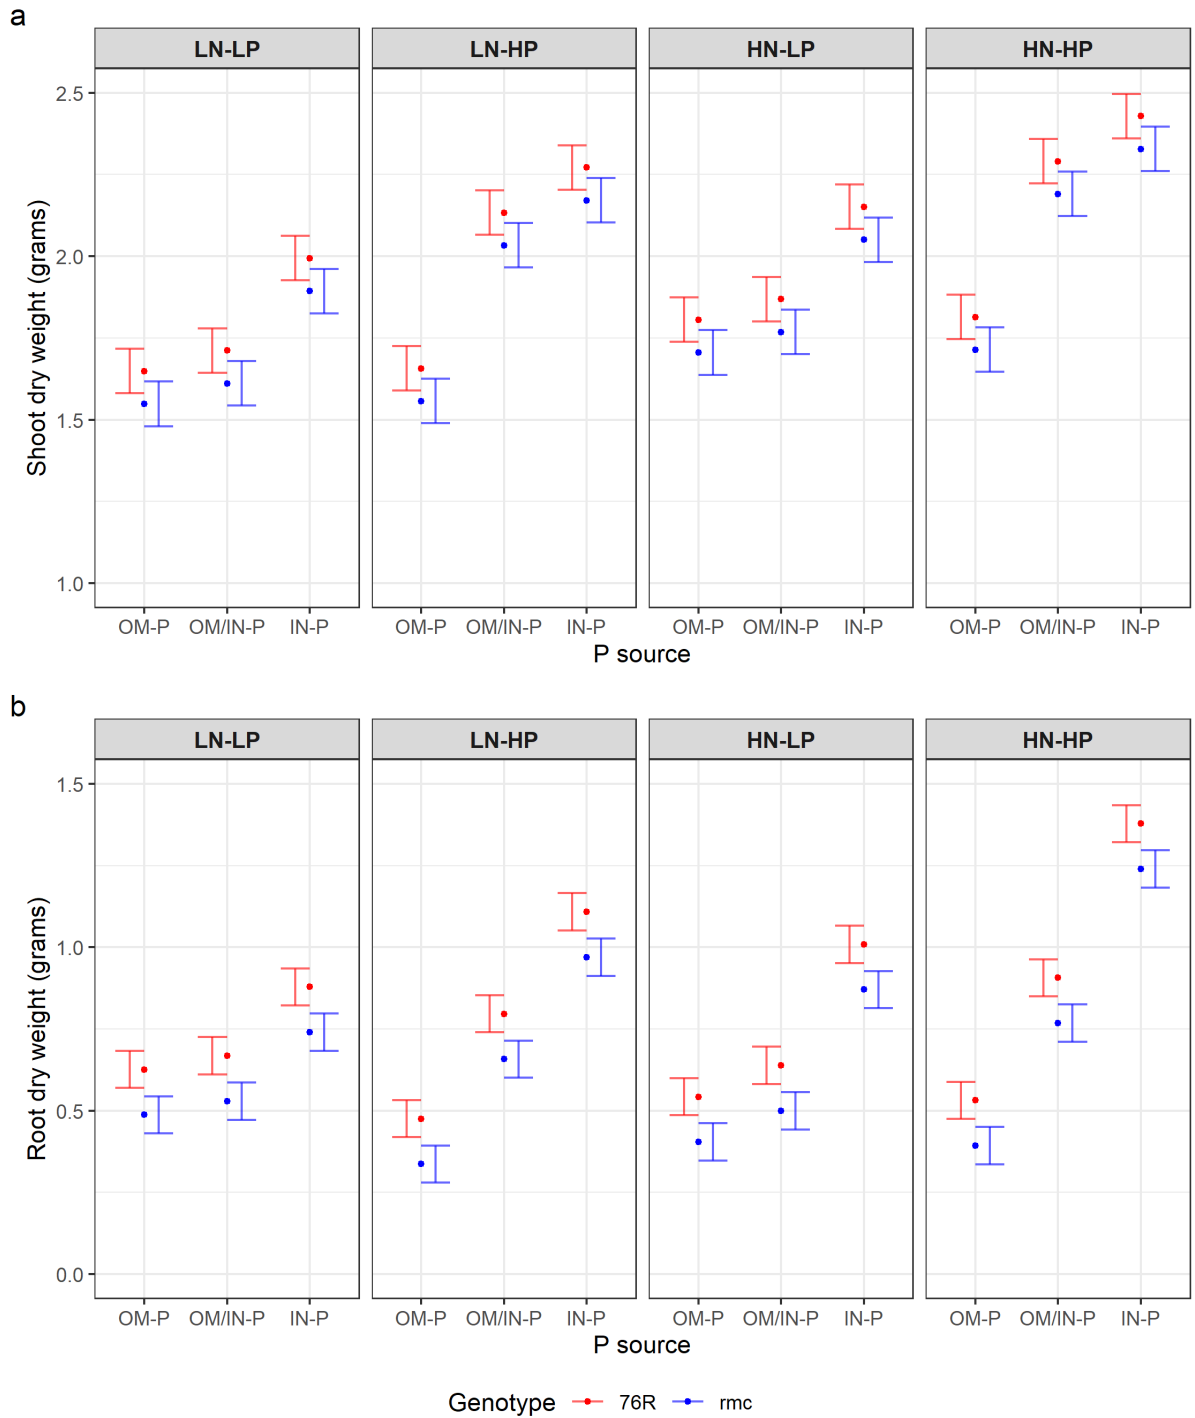 a
LN-LP LN-HP HN-LP HN-HP
Shoot dry weight (grams)
2.5
2.0
1.5
1.0
OM-P OM/IN-P IN-P OM-P OM/IN-P IN-P OM-P OM/IN-P IN-P OM-P OM/IN-P IN-P
P source
b
LN-LP LN-HP HN-LP HN-HP
Root dry weight (grams)
1.5
1.0
0.5
0.0
OM-P OM/IN-P IN-P OM-P OM/IN-P IN-P OM-P OM/IN-P IN-P OM-P OM/IN-P IN-P
P source
Genotype 76R rmc